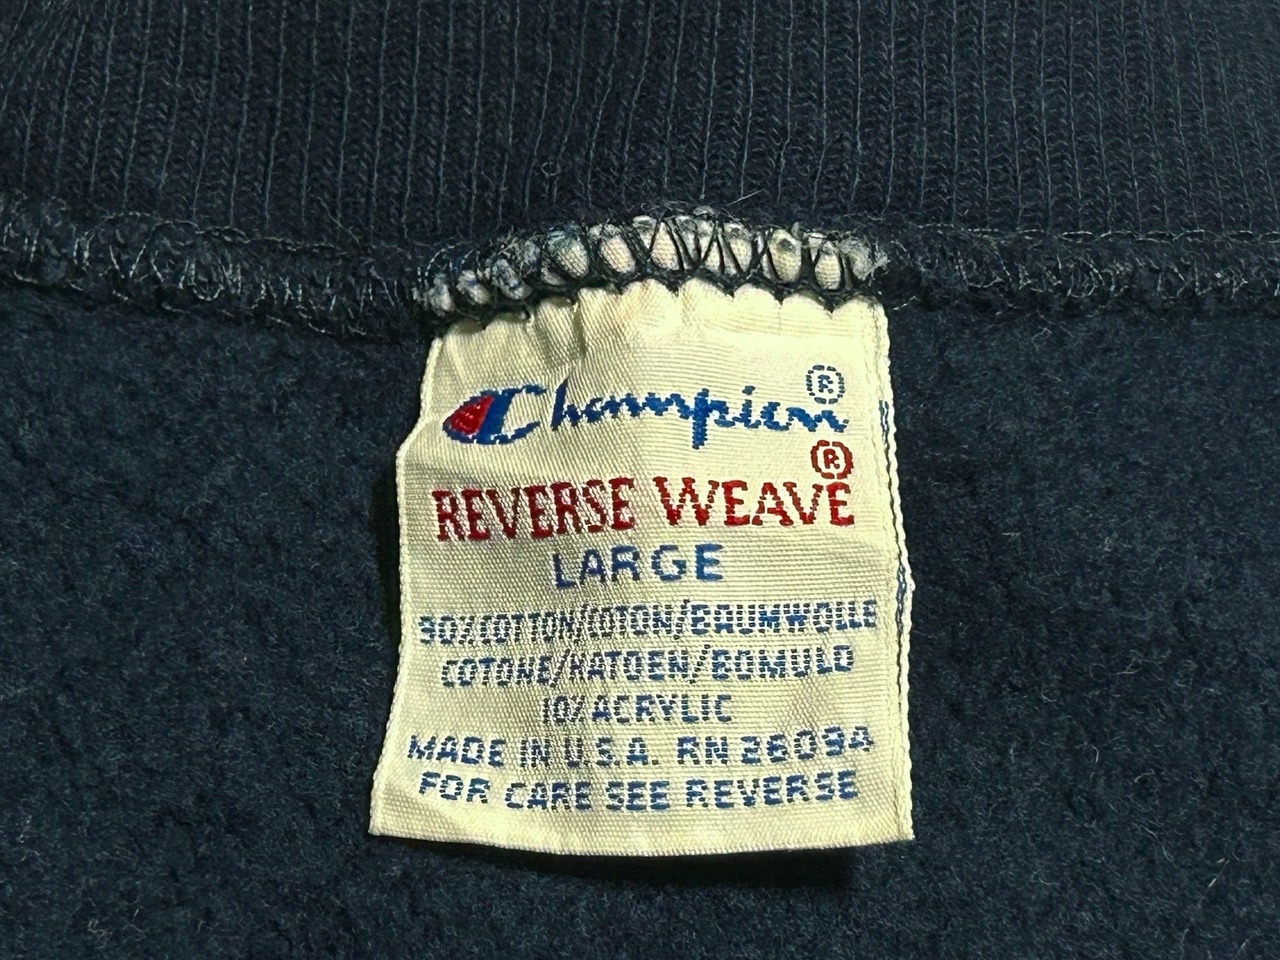 Champion®
REVERSE WEAVE®
LARGE
90% COTTON/COTON/BAUMWOLLE
COTONE/KATOEN/BOMULD
10% ACRYLIC
MADE IN U.S.A. RN 26094
FOR CARE SEE REVERSE